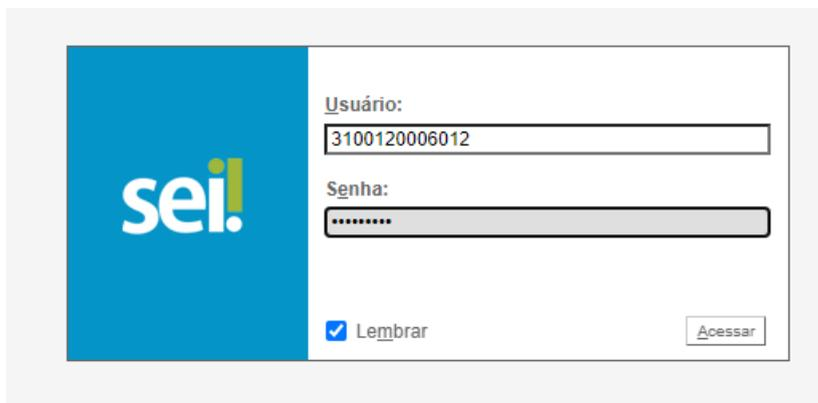 Usuário:
3100120006012
sei!
Senha:
•••••••••
Lembrar
Acessar